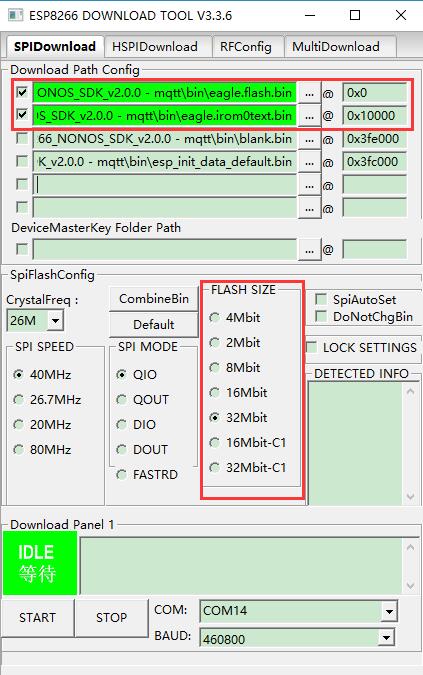 ESP8266 DOWNLOAD TOOL V3.3.6
SPIDownload HSPIDownload RFConfig MultiDownload
Download Path Config
ONOS_SDK_v2.0.0 - mqtt\bin\eagle.flash.bin ... @ 0x0
S_SDK_v2.0.0 - mqtt\bin\eagle.irom0text.bin ... @ 0x10000
66_NONOS_SDK_v2.0.0 - mqtt\bin\blank.bin ... @ 0x3fe000
K_v2.0.0 - mqtt\bin\esp_init_data_default.bin ... @ 0x3fc000
... @
... @
DeviceMasterKey Folder Path
... @
SpiFlashConfig
CrystalFreq :
26M
CombineBin
Default
SPI SPEED
40MHz
26.7MHz
20MHz
80MHz
SPI MODE
QIO
QOUT
DIO
DOUT
FASTRD
FLASH SIZE
4Mbit
2Mbit
8Mbit
16Mbit
32Mbit
16Mbit-C1
32Mbit-C1
SpiAutoSet
DoNotChgBin
LOCK SETTINGS
DETECTED INFO
Download Panel 1
IDLE
等待
START STOP
COM: COM14
BAUD: 460800